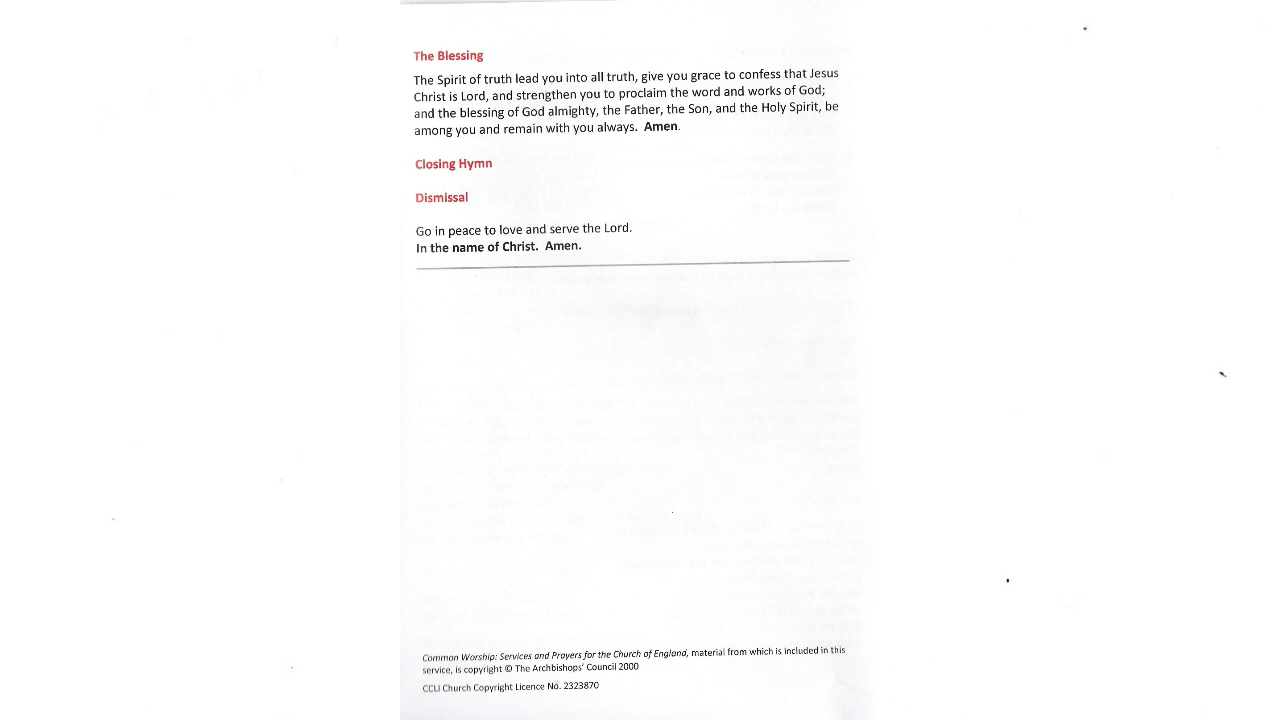 The Blessing
The Spirit of truth lead you into all truth, give you grace to confess that Jesus
Christ is Lord, and strengthen you to proclaim the word and works of God;
and the blessing of God almighty, the Father, the Son, and the Holy Spirit, be
among you and remain with you always. Amen.
Closing Hymn
Dismissal
Go in peace to love and serve the Lord.
In the name of Christ. Amen.
Common Worship: Services and Prayers for the Church of England, material from which is included in this
service, is copyright © The Archbishops' Council 2000
CCLI Church Copyright Licence No. 2323870